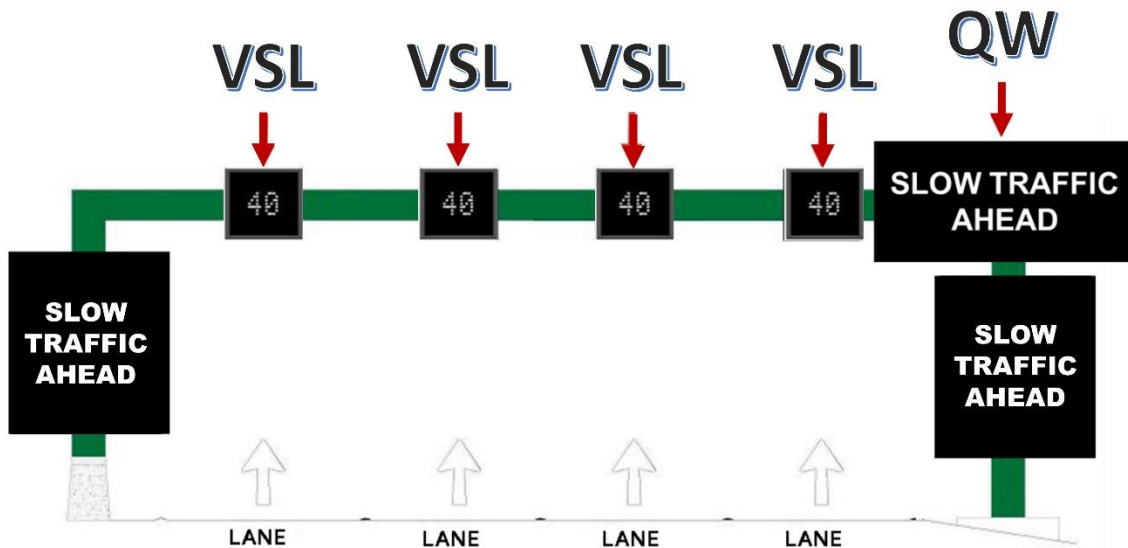 VSL VSL VSL VSL QW
40 40 40 40
SLOW TRAFFIC
AHEAD
SLOW
TRAFFIC
AHEAD
SLOW
TRAFFIC
AHEAD
LANE LANE LANE LANE